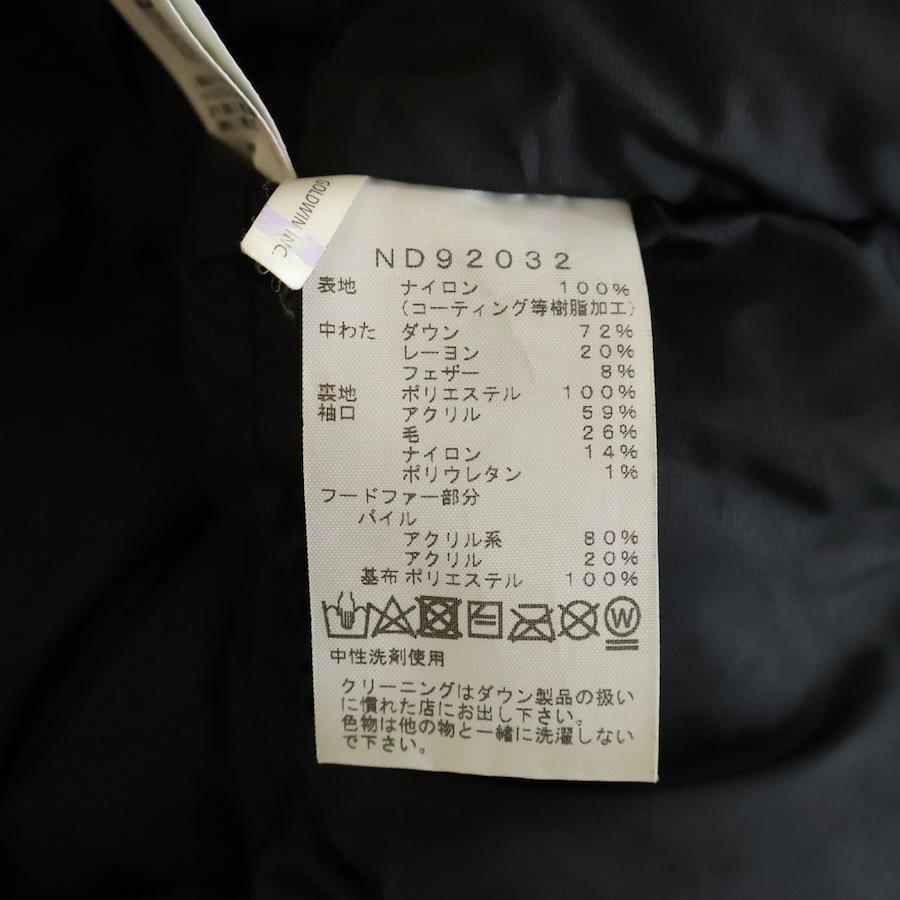 GOLDWIN INC
ND92032
表地 ナイロン 100%
(コーティング等樹脂加工)
中わた ダウン 72%
レーヨン 20%
フェザー 8%
裏地 ポリエステル 100%
袖口 アクリル 59%
毛 26%
ナイロン 14%
ポリウレタン 1%
フードファー部分
パイル
アクリル系 80%
アクリル 20%
基布 ポリエステル 100%
W
中性洗剤使用
クリーニングはダウン製品の扱い
に慣れた店にお出し下さい。
色物は他の物と一緒に洗濯しない
で下さい。